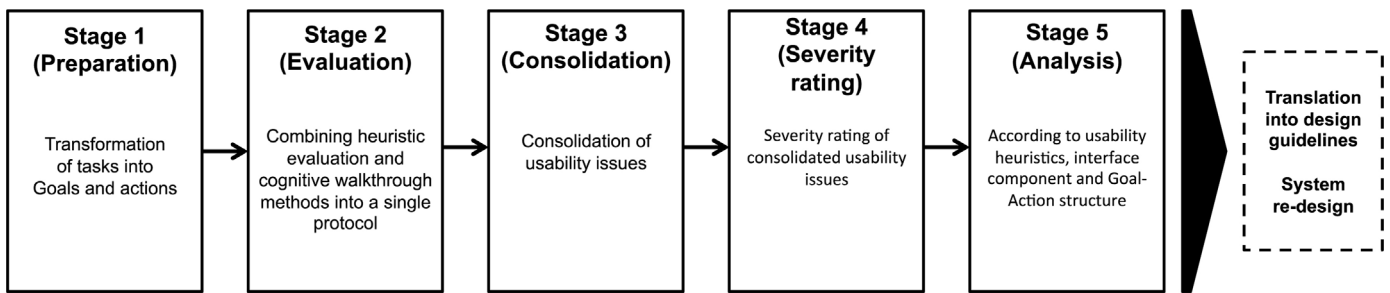 Stage 1
(Preparation)
Transformation
of tasks into
Goals and actions
Stage 2
(Evaluation)
Combining heuristic
evaluation and
cognitive walkthrough
methods into a single
protocol
Stage 3
(Consolidation)
Consolidation of
usability issues
Stage 4
(Severity
rating)
Severity rating of
consolidated usability
issues
Stage 5
(Analysis)
According to usability
heuristics, interface
component and Goal-
Action structure
Translation
into design
guidelines
System
re-design